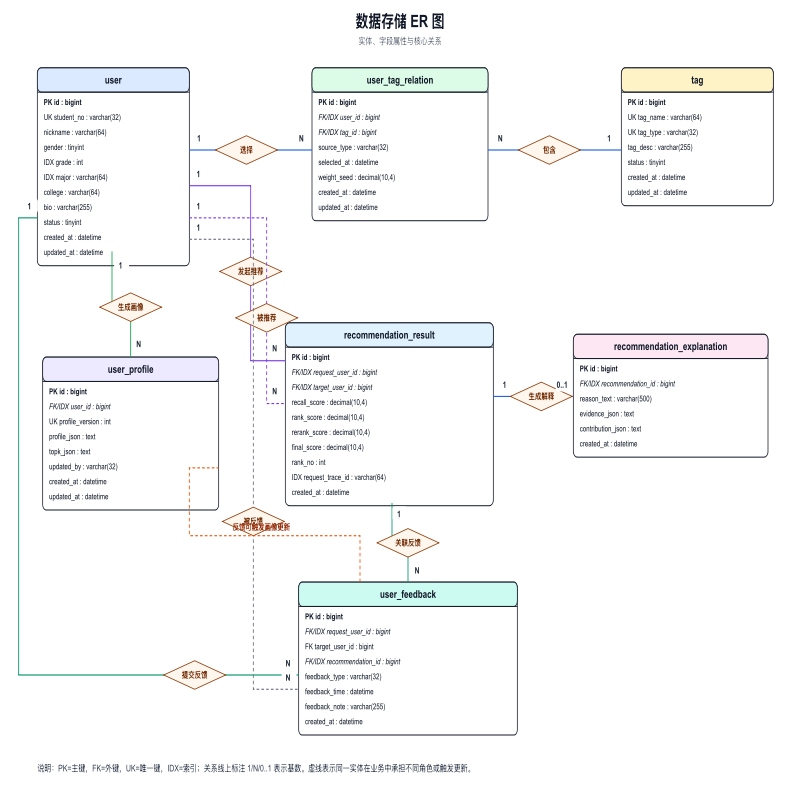 数据存储 ER 图
实体、字段属性与核心关系
user
PK id : bigint
UK student_no : varchar(32)
nickname : varchar(64)
gender : tinyint
IDX grade : int
IDX major : varchar(64)
college : varchar(64)
bio : varchar(255)
status : tinyint
created_at : datetime
updated_at : datetime
user_tag_relation
PK id : bigint
FK/IDX user_id : bigint
FK/IDX tag_id : bigint
source_type : varchar(32)
selected_at : datetime
weight_seed : decimal(10,4)
created_at : datetime
updated_at : datetime
tag
PK id : bigint
UK tag_name : varchar(64)
UK tag_type : varchar(32)
tag_desc : varchar(255)
status : tinyint
created_at : datetime
updated_at : datetime
1
选择
N
N
包含
1
1
1
1
1
1
发起推荐
被推荐
生成画像
N
N
N
user_profile
PK id : bigint
FK/IDX user_id : bigint
UK profile_version : int
profile_json : text
topk_json : text
updated_by : varchar(32)
created_at : datetime
updated_at : datetime
recommendation_result
PK id : bigint
FK/IDX request_user_id : bigint
FK/IDX target_user_id : bigint
recall_score : decimal(10,4)
rank_score : decimal(10,4)
rerank_score : decimal(10,4)
final_score : decimal(10,4)
rank_no : int
IDX request_trace_id : varchar(64)
created_at : datetime
1
生成解释
0..1
recommendation_explanation
PK id : bigint
FK/IDX recommendation_id : bigint
reason_text : varchar(500)
evidence_json : text
contribution_json : text
created_at : datetime
被反馈
反馈可触发画像更新
1
关联反馈
N
user_feedback
PK id : bigint
FK/IDX request_user_id : bigint
FK target_user_id : bigint
FK/IDX recommendation_id : bigint
feedback_type : varchar(32)
feedback_time : datetime
feedback_note : varchar(255)
created_at : datetime
提交反馈
N
N
说明：PK=主键，FK=外键，UK=唯一键，IDX=索引；关系线上标注 1/N/0..1 表示基数。虚线表示同一实体在业务中承担不同角色或触发更新。